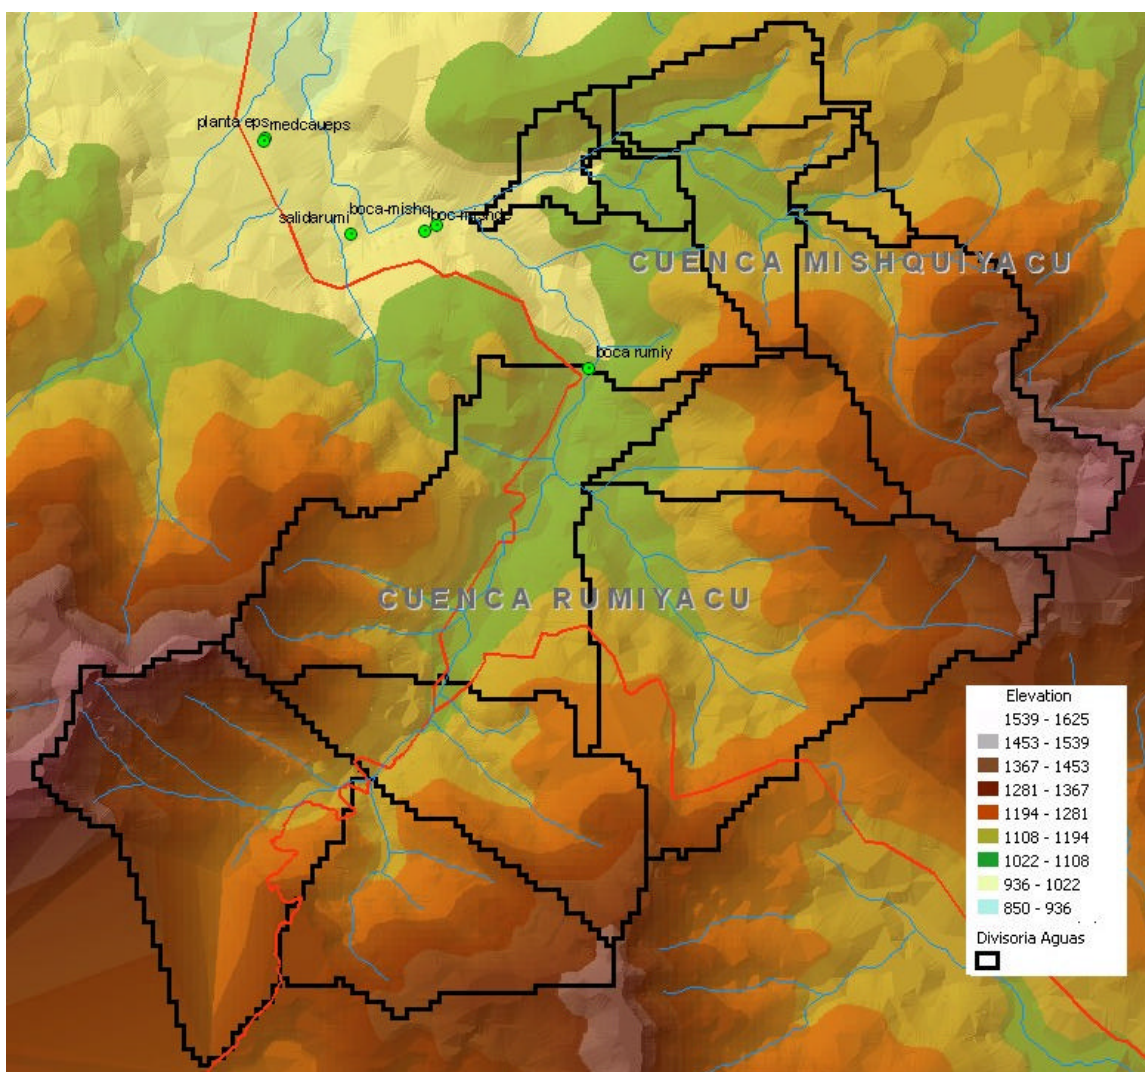 planta eps
medcaueps
boca-mishq
salidarumi
CUENCA MISHQUIYACU
boca rumiy
CUENCA RUMIYACU
Elevation
1539 - 1625
1453 - 1539
1367 - 1453
1281 - 1367
1194 - 1281
1108 - 1194
1022 - 1108
936 - 1022
850 - 936
Divisoria Aguas